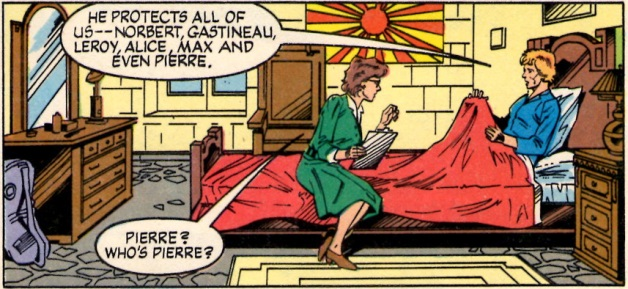 HE PROTECTS ALL OF
US--NORBERT, GASTINEAU,
LEROY, ALICE, MAX AND
EVEN PIERRE.
PIERRE?
WHO'S PIERRE?